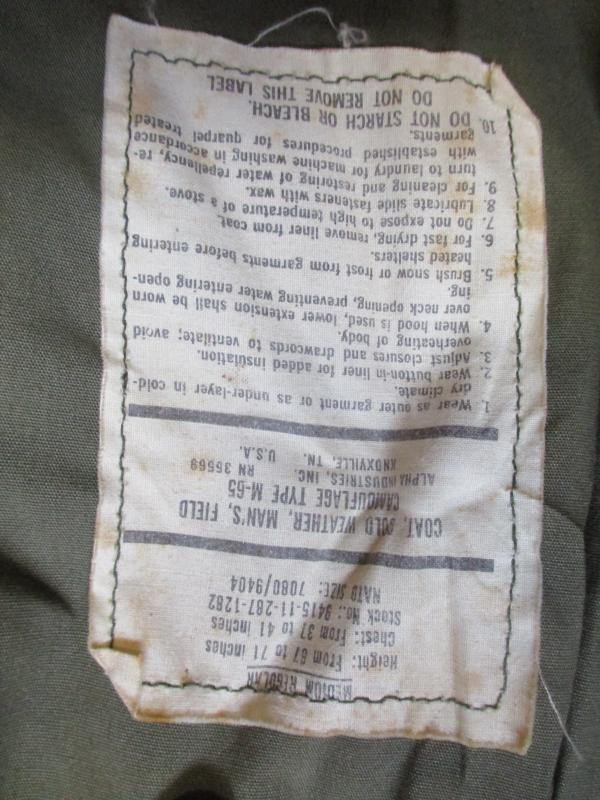 MEDIUM REGULAR
Height: From 67 to 71 inches
Chest: From 37 to 41 inches
Stock No.: 9415-11-287-1282
NATO SIZE: 7080/9404
COAT, COLD WEATHER, MAN'S, FIELD
CAMOUFLAGE TYPE M-65
ALPHA INDUSTRIES, INC. RN 35569
KNOXVILLE, TN. U.S.A.
1. Wear as outer garment or as under-layer in cold-
dry climate.
2. Wear button-in liner for added insulation.
3. Adjust closures and drawcords to ventilate; avoid
overheating of body.
4. When hood is used, lower extension shall be worn
over neck opening, preventing water entering open-
ing.
5. Brush snow or frost from garments before entering
heated shelters.
6. For fast drying, remove liner from coat.
7. Do not expose to high temperature of a stove.
8. Lubricate slide fasteners with wax.
9. For cleaning and restoring of water repellency, re-
turn to laundry for machine washing in accordance
with established procedures for quarpel treated
garments.
10. DO NOT STARCH OR BLEACH.
DO NOT REMOVE THIS LABEL